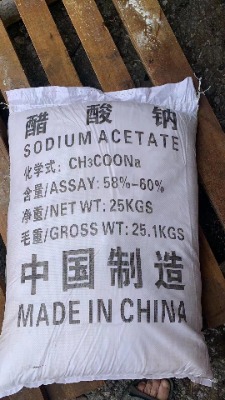 醋酸钠
SODIUM ACETATE
化学式: CH3COONa
含量/ASSAY: 58%-60%
净重/NET WT: 25KGS
毛重/GROSS WT: 25.1KGS
中国制造
MADE IN CHINA